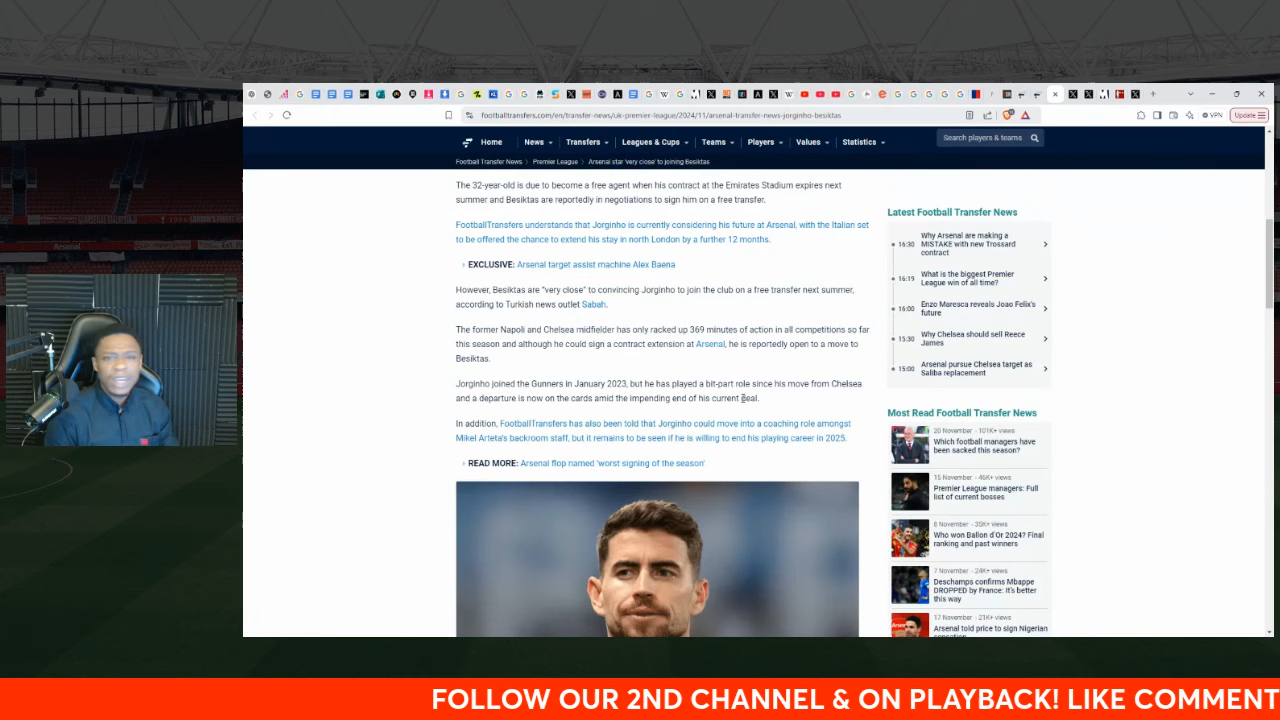 footballtransfers.com/en/transfer-news/uk-premier-league/2024/11/arsenal-transfer-news-jorginho-besiktas
VPN
Update
Home
News
Transfers
Leagues & Cups
Teams
Players
Values
Statistics
Search players & teams
Football Transfer News
Premier League
Arsenal star 'very close' to joining Besiktas
The 32-year-old is due to become a free agent when his contract at the Emirates Stadium expires next
summer and Besiktas are reportedly in negotiations to sign him on a free transfer.
FootballTransfers understands that Jorginho is currently considering his future at Arsenal, with the Italian set
to be offered the chance to extend his stay in north London by a further 12 months.
EXCLUSIVE: Arsenal target assist machine Alex Baena
However, Besiktas are "very close" to convincing Jorginho to join the club on a free transfer next summer,
according to Turkish news outlet Sabah.
The former Napoli and Chelsea midfielder has only racked up 369 minutes of action in all competitions so far
this season and although he could sign a contract extension at Arsenal, he is reportedly open to a move to
Besiktas.
Jorginho joined the Gunners in January 2023, but he has played a bit-part role since his move from Chelsea
and a departure is now on the cards amid the impending end of his current deal.
In addition, FootballTransfers has also been told that Jorginho could move into a coaching role amongst
Mikel Arteta's backroom staff, but it remains to be seen if he is willing to end his playing career in 2025.
READ MORE: Arsenal flop named 'worst signing of the season'
Latest Football Transfer News
16:30
Why Arsenal are making a
MISTAKE with new Trossard
contract
16:19
What is the biggest Premier
League win of all time?
16:00
Enzo Maresca reveals Joao Felix's
future
15:30
Why Chelsea should sell Reece
James
15:00
Arsenal pursue Chelsea target as
Saliba replacement
Most Read Football Transfer News
20 November - 101K+ views
Which football managers have
been sacked this season?
15 November - 46K+ views
Premier League managers: Full
list of current bosses
8 November - 35K+ views
Who won Ballon d'Or 2024? Final
ranking and past winners
7 November - 24K+ views
Deschamps confirms Mbappe
DROPPED by France: It's better
this way
17 November - 21K+ views
Arsenal told price to sign Nigerian
FOLLOW OUR 2ND CHANNEL & ON PLAYBACK! LIKE COMMENT